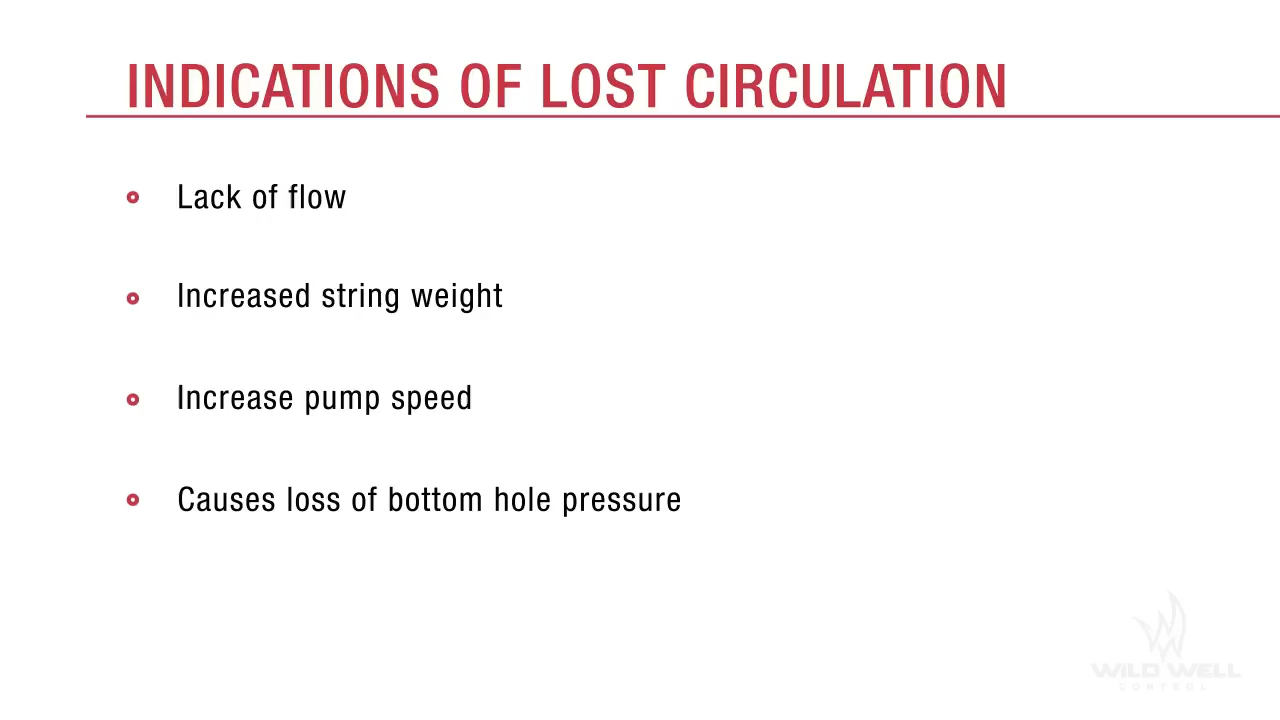 INDICATIONS OF LOST CIRCULATION
Lack of flow
Increased string weight
Increase pump speed
Causes loss of bottom hole pressure
WILD WELL
CONTROL